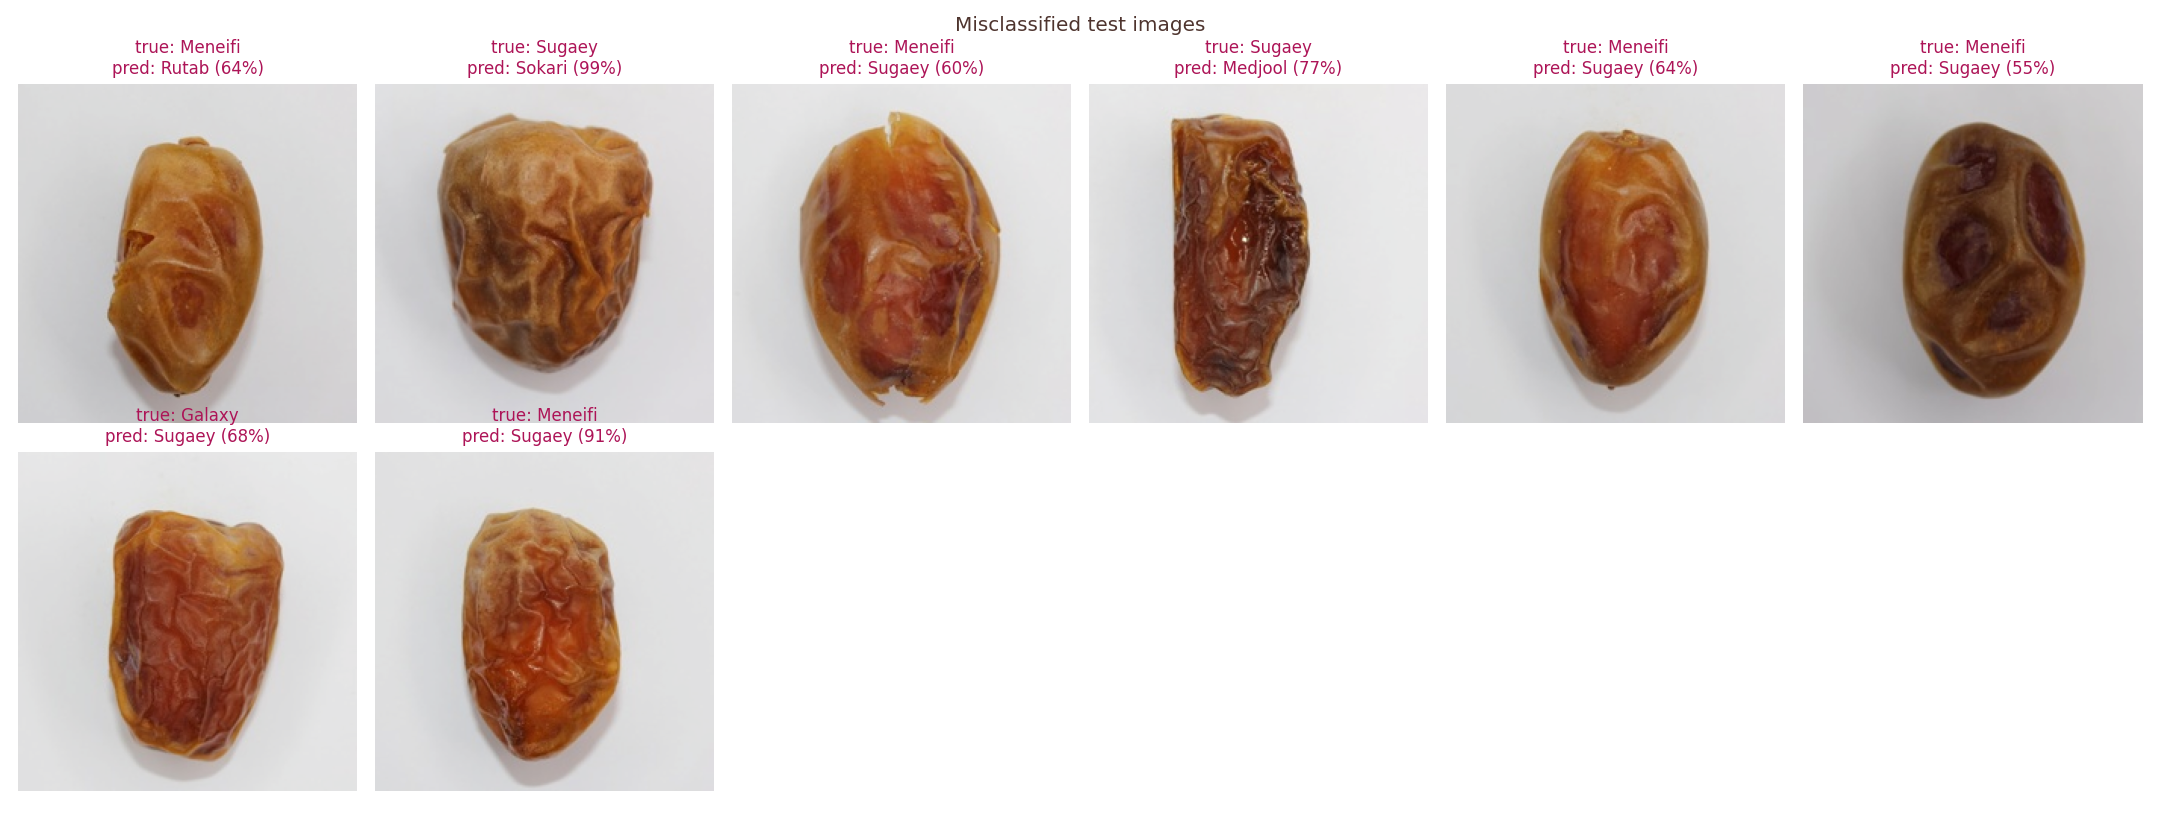 Misclassified test images
true: Meneifi
pred: Rutab (64%)
true: Sugaey
pred: Sokari (99%)
true: Meneifi
pred: Sugaey (60%)
true: Sugaey
pred: Medjool (77%)
true: Meneifi
pred: Sugaey (64%)
true: Meneifi
pred: Sugaey (55%)
true: Galaxy
pred: Sugaey (68%)
true: Meneifi
pred: Sugaey (91%)